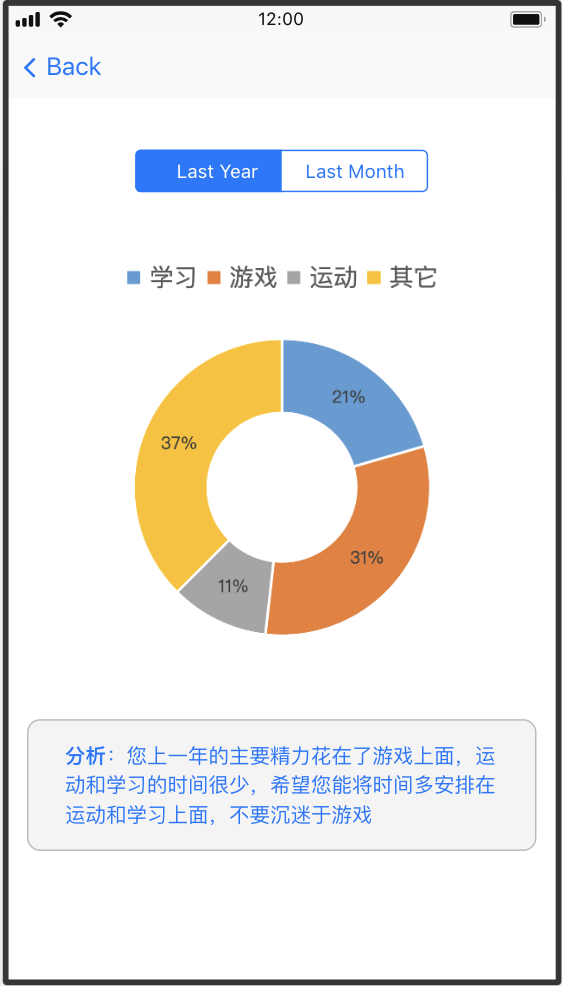 12:00
Back
Last Year Last Month
学习 游戏 运动 其它
21%
37%
31%
11%
分析：您上一年的主要精力花在了游戏上面，运
动和学习的时间很少，希望您能将时间多安排在
运动和学习上面，不要沉迷于游戏